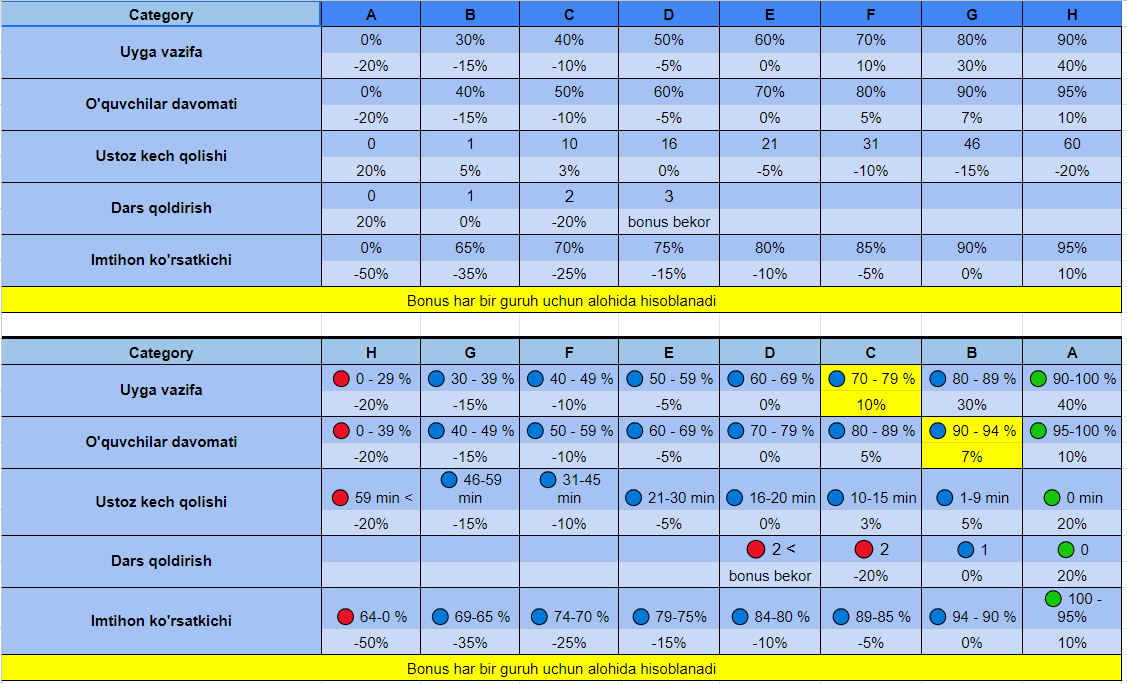 Category A B C D E F G H
Uyga vazifa
0% 30% 40% 50% 60% 70% 80% 90%
-20% -15% -10% -5% 0% 10% 30% 40%
O'quvchilar davomati
0% 40% 50% 60% 70% 80% 90% 95%
-20% -15% -10% -5% 0% 5% 7% 10%
Ustoz kech qolishi
0 1 10 16 21 31 46 60
20% 5% 3% 0% -5% -10% -15% -20%
Dars qoldirish
0 1 2 3
20% 0% -20% bonus bekor
Imtihon ko'rsatkichi
0% 65% 70% 75% 80% 85% 90% 95%
-50% -35% -25% -15% -10% -5% 0% 10%
Bonus har bir guruh uchun alohida hisoblanadi
Category H G F E D C B A
Uyga vazifa
0 - 29 % 30 - 39 % 40 - 49 % 50 - 59 % 60 - 69 % 70 - 79 % 80 - 89 % 90-100 %
-20% -15% -10% -5% 0% 10% 30% 40%
O'quvchilar davomati
0 - 39 % 40 - 49 % 50 - 59 % 60 - 69 % 70 - 79 % 80 - 89 % 90 - 94 % 95-100 %
-20% -15% -10% -5% 0% 5% 7% 10%
Ustoz kech qolishi
59 min < 46-59 min 31-45 min 21-30 min 16-20 min 10-15 min 1-9 min 0 min
-20% -15% -10% -5% 0% 3% 5% 20%
Dars qoldirish
2 < 2 1 0
bonus bekor -20% 0% 20%
Imtihon ko'rsatkichi
64-0 % 69-65 % 74-70 % 79-75% 84-80 % 89-85 % 94 - 90 % 100 - 95%
-50% -35% -25% -15% -10% -5% 0% 10%
Bonus har bir guruh uchun alohida hisoblanadi